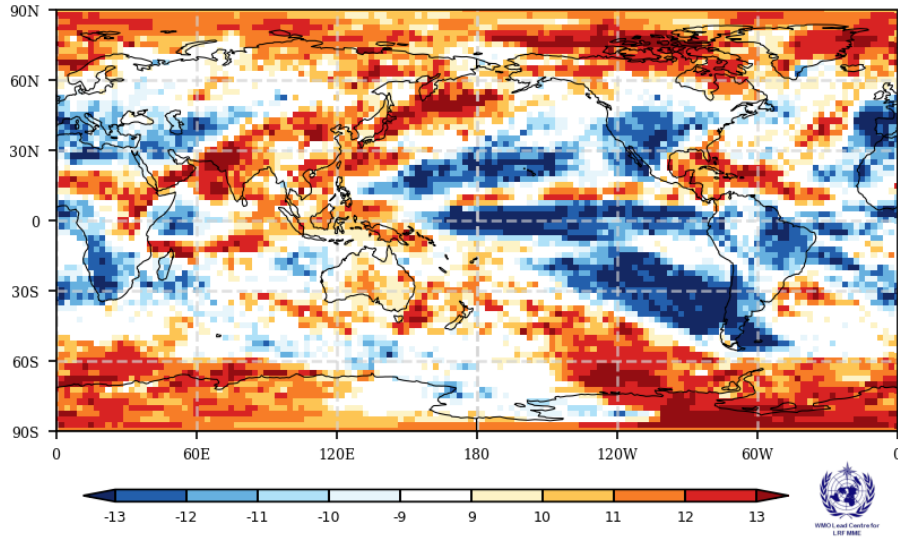 90N
60N
30N
0
30S
60S
90S
0 60E 120E 180 120W 60W 0
-13 -12 -11 -10 -9 9 10 11 12 13
WMO Lead Centre for
LRF MME